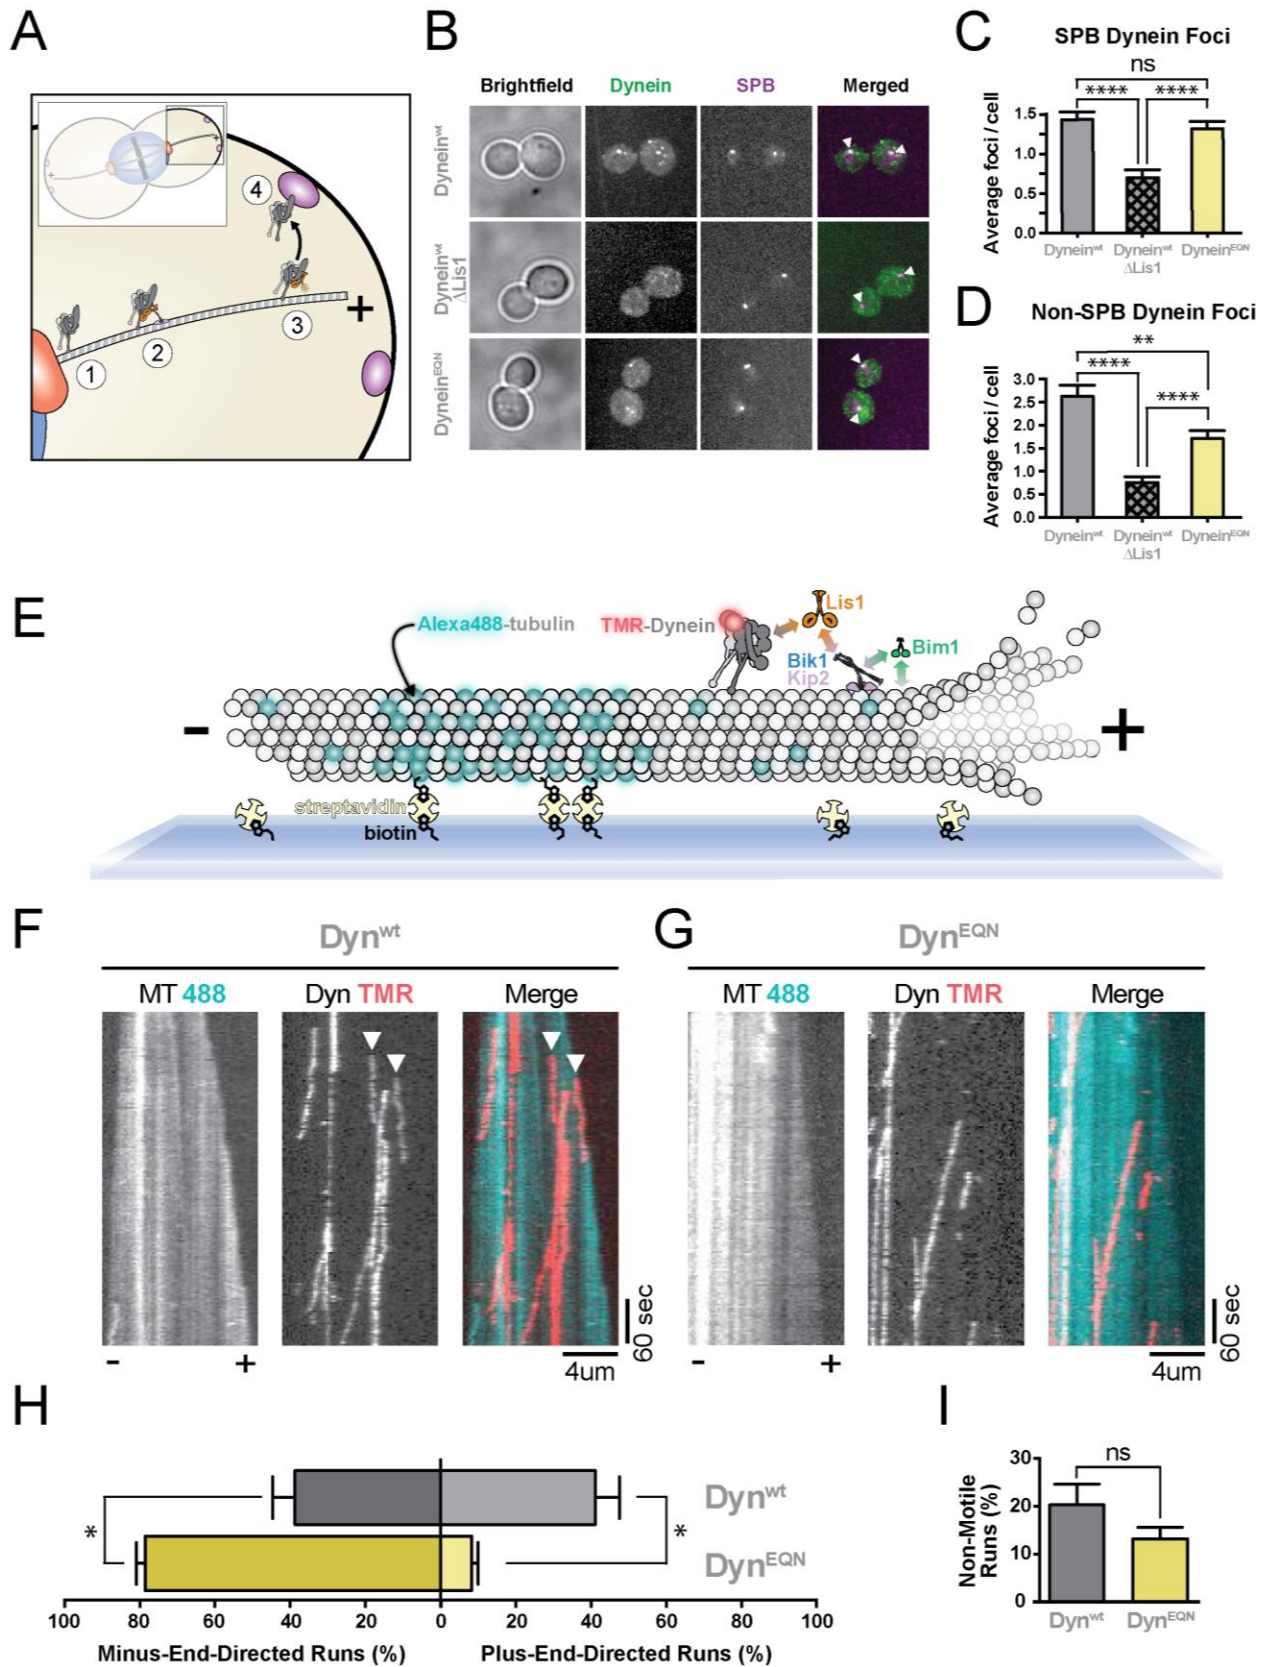 A
1
2
3
4
+
+
+
B
Brightfield
Dynein
SPB
Merged
Dyneinwt
Dyneinwt
ΔLis1
DyneinEQN
C
SPB Dynein Foci
ns
**** ****
Average foci / cell
1.5
1.0
0.5
0.0
Dyneinwt Dyneinwt DyneinEQN
ΔLis1
D
Non-SPB Dynein Foci
**
****
****
Average foci / cell
3.0
2.5
2.0
1.5
1.0
0.5
0.0
Dyneinwt Dyneinwt DyneinEQN
ΔLis1
E
Alexa488-tubulin
TMR-Dynein
Lis1
Bik1
Kip2
Bim1
- +
streptavidin
biotin
F
Dynwt
MT 488
Dyn TMR
Merge
- +
60 sec
4um
G
DynEQN
MT 488
Dyn TMR
Merge
- +
60 sec
4um
H
Dynwt
* *
DynEQN
100 80 60 40 20 0 20 40 60 80 100
Minus-End-Directed Runs (%) Plus-End-Directed Runs (%)
I
ns
Non-Motile
Runs (%)
30
20
10
0
Dynwt DynEQN